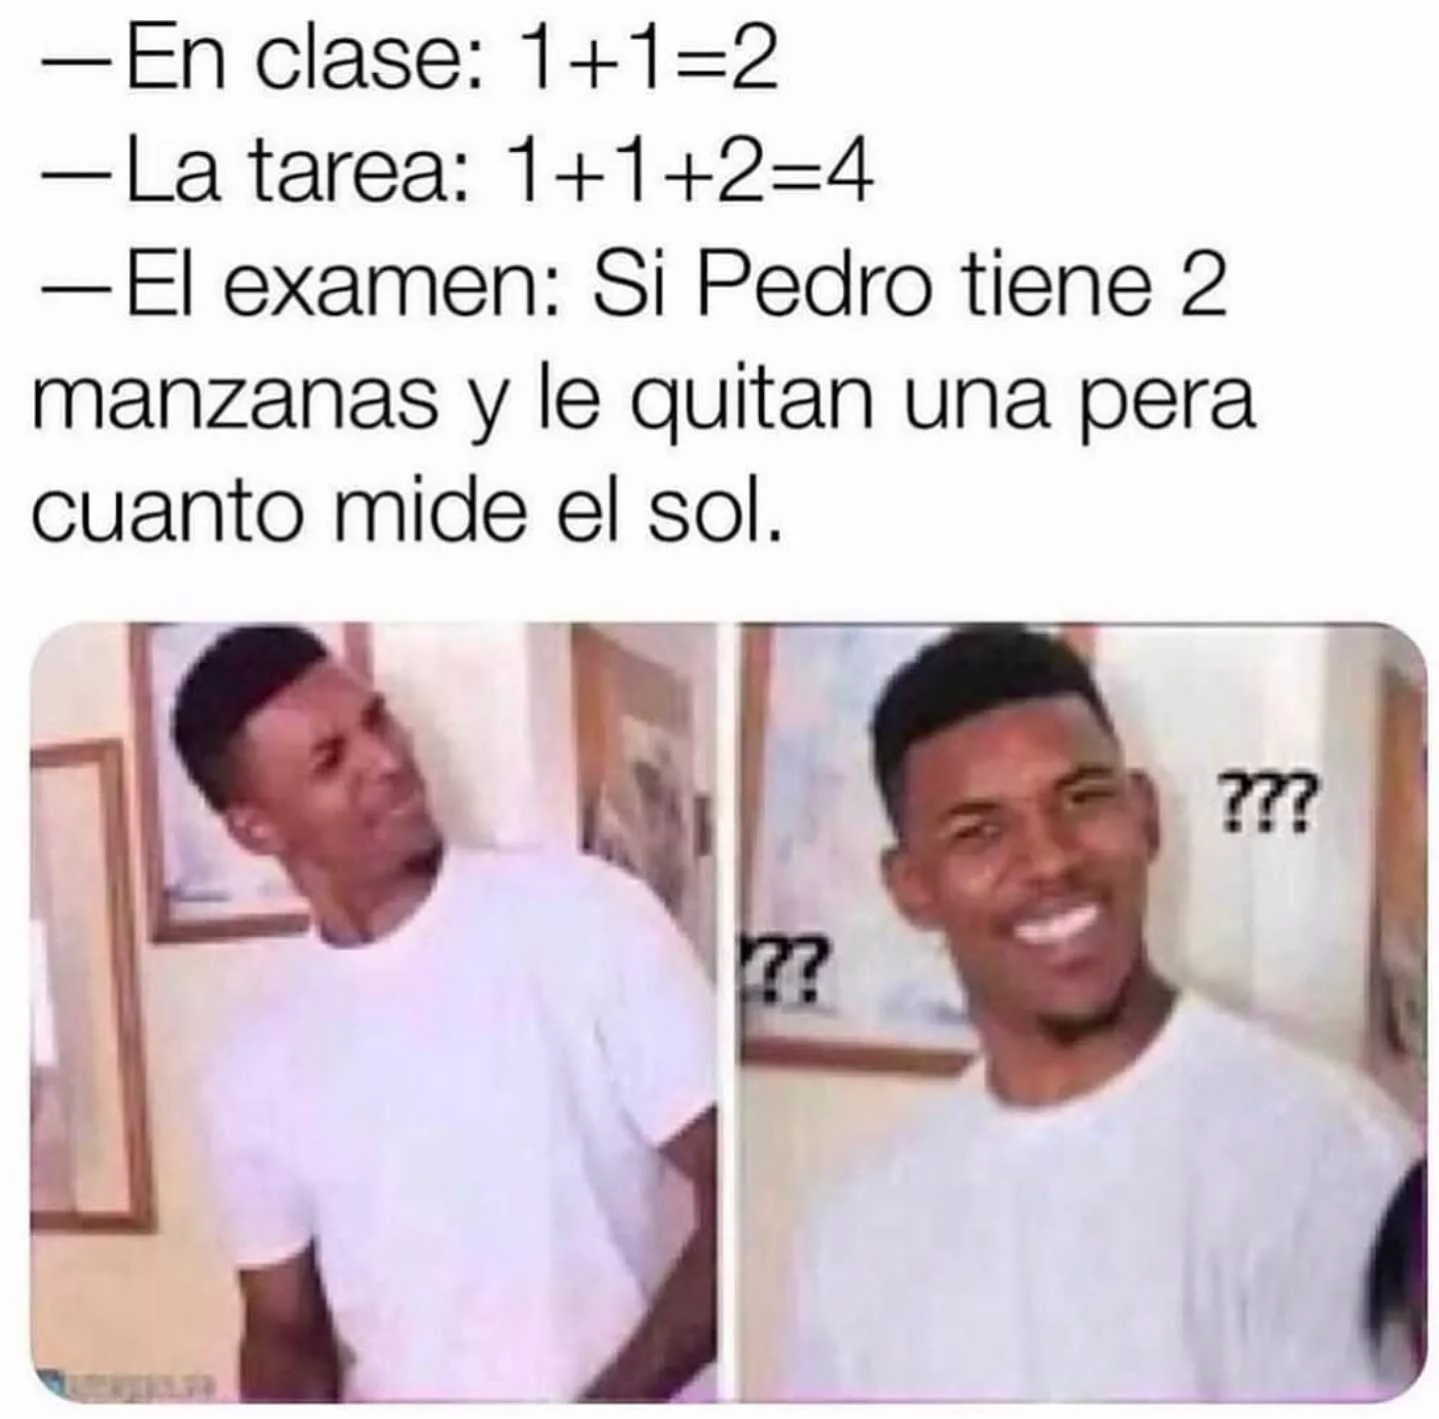 —En clase: 1+1=2
—La tarea: 1+1+2=4
—El examen: Si Pedro tiene 2
manzanas y le quitan una pera
cuanto mide el sol.
???
??